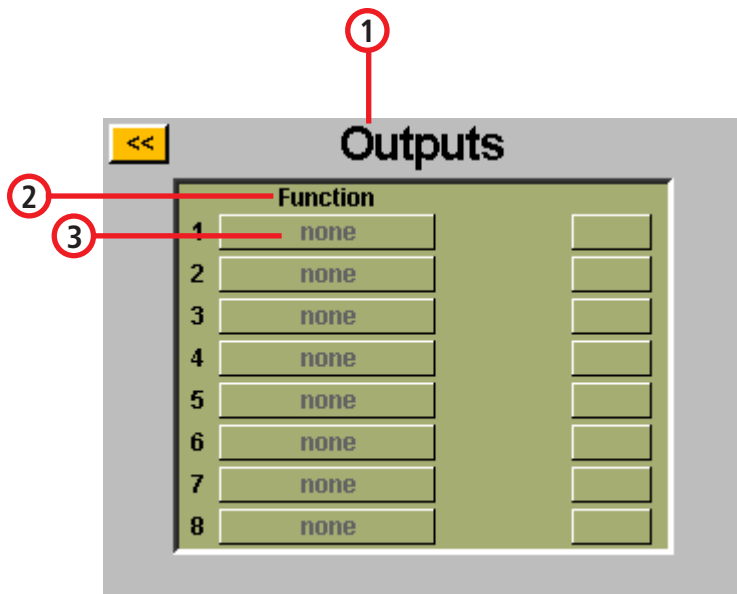 1
<< Outputs
2 Function
3
1 none
2 none
3 none
4 none
5 none
6 none
7 none
8 none